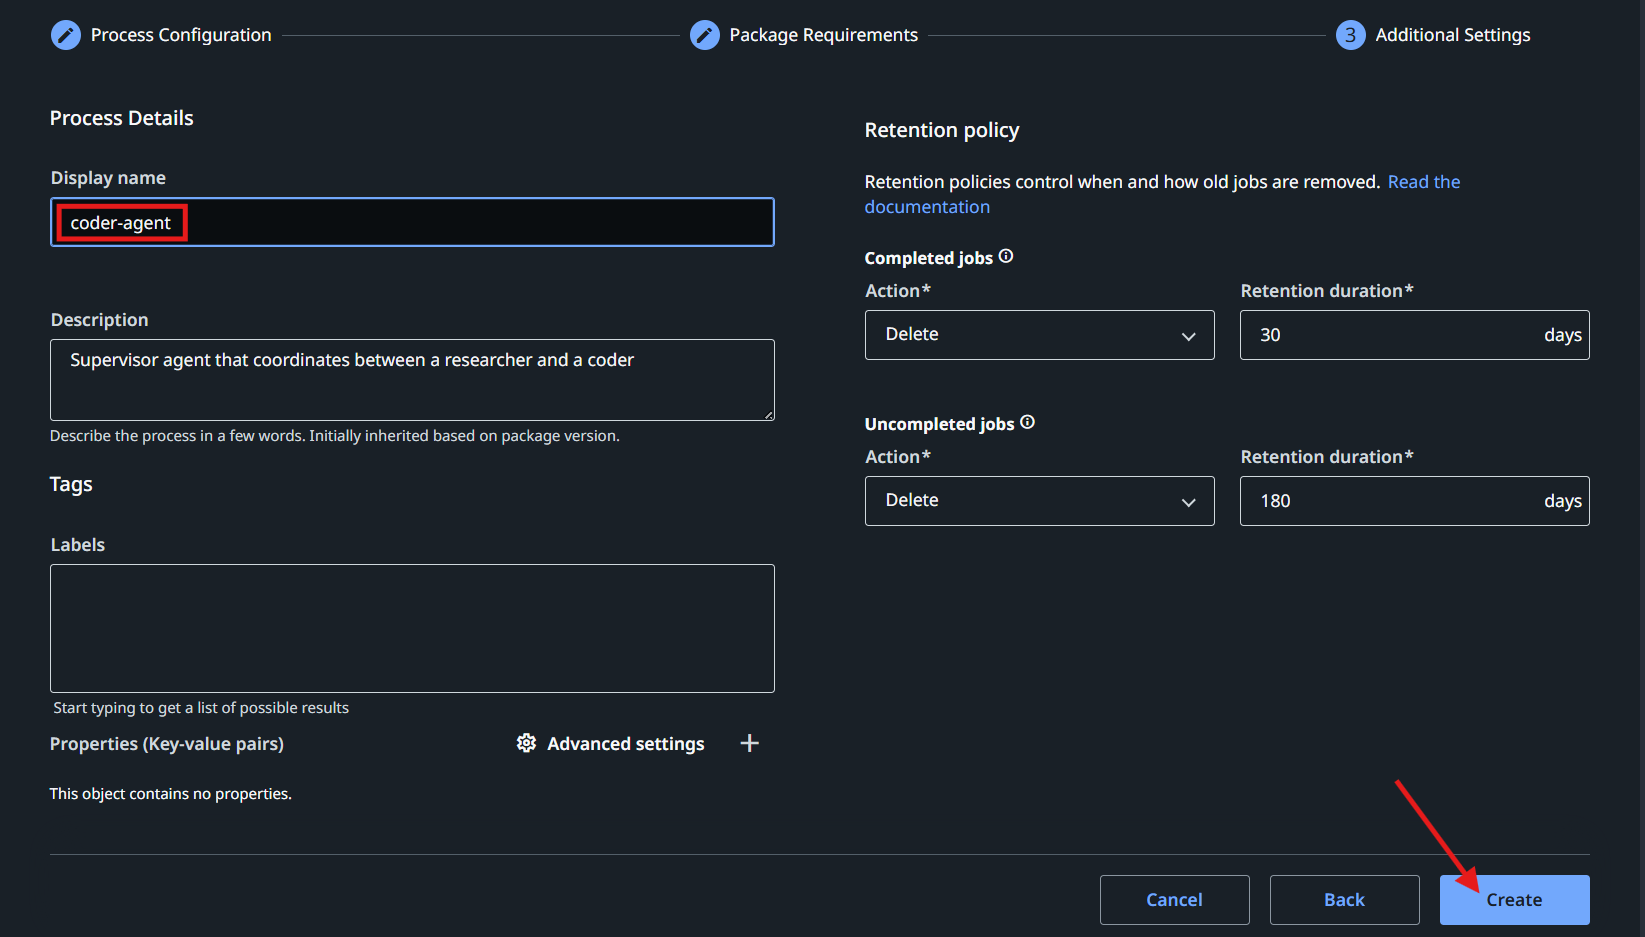 Process Configuration
Package Requirements
3 Additional Settings
Process Details
Display name
coder-agent
Description
Supervisor agent that coordinates between a researcher and a coder
Describe the process in a few words. Initially inherited based on package version.
Tags
Labels
Start typing to get a list of possible results
Properties (Key-value pairs)
Advanced settings
This object contains no properties.
Retention policy
Retention policies control when and how old jobs are removed. Read the
documentation
Completed jobs
Action* Retention duration*
Delete 30 days
Uncompleted jobs
Action* Retention duration*
Delete 180 days
Cancel Back Create